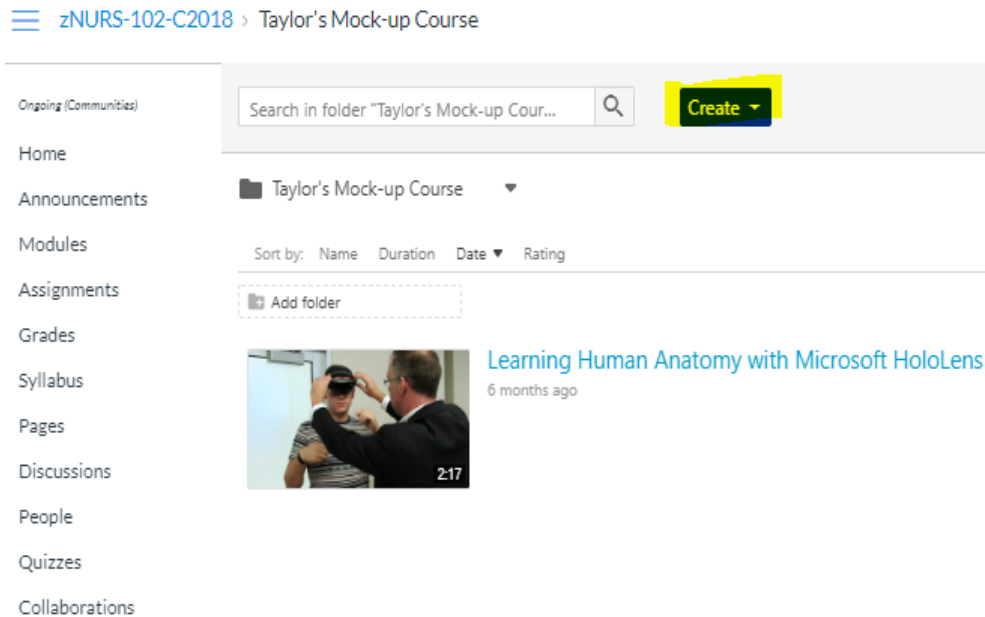 zNURS-102-C2018 › Taylor's Mock-up Course
Ongoing (Communities)
Home
Announcements
Modules
Assignments
Grades
Syllabus
Pages
Discussions
People
Quizzes
Collaborations
Search in folder "Taylor's Mock-up Cour...
Create
Taylor's Mock-up Course
Sort by: Name Duration Date Rating
Add folder
2:17
Learning Human Anatomy with Microsoft HoloLens
6 months ago